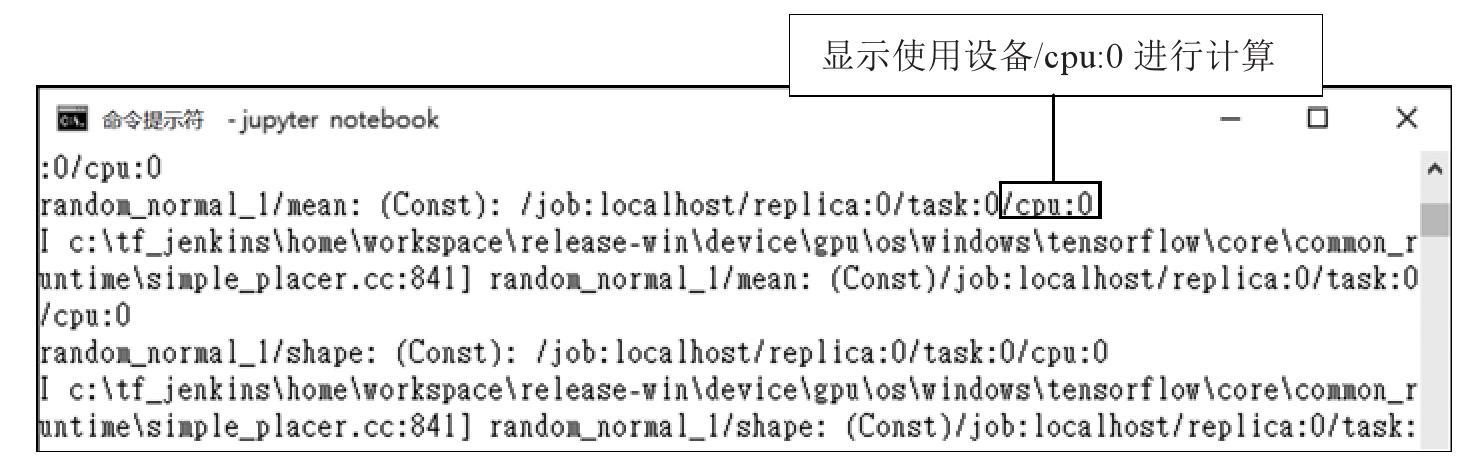 显示使用设备/cpu:0 进行计算
命令提示符 - jupyter notebook
:0/cpu:0
random_normal_1/mean: (Const): /job:localhost/replica:0/task:0/cpu:0
I c:\tf_jenkins\home\workspace\release-win\device\gpu\os\windows\tensorflow\core\common_r
untime\simple_placer.cc:841] random_normal_1/mean: (Const)/job:localhost/replica:0/task:0
/cpu:0
random_normal_1/shape: (Const): /job:localhost/replica:0/task:0/cpu:0
I c:\tf_jenkins\home\workspace\release-win\device\gpu\os\windows\tensorflow\core\common_r
untime\simple_placer.cc:841] random_normal_1/shape: (Const)/job:localhost/replica:0/task: